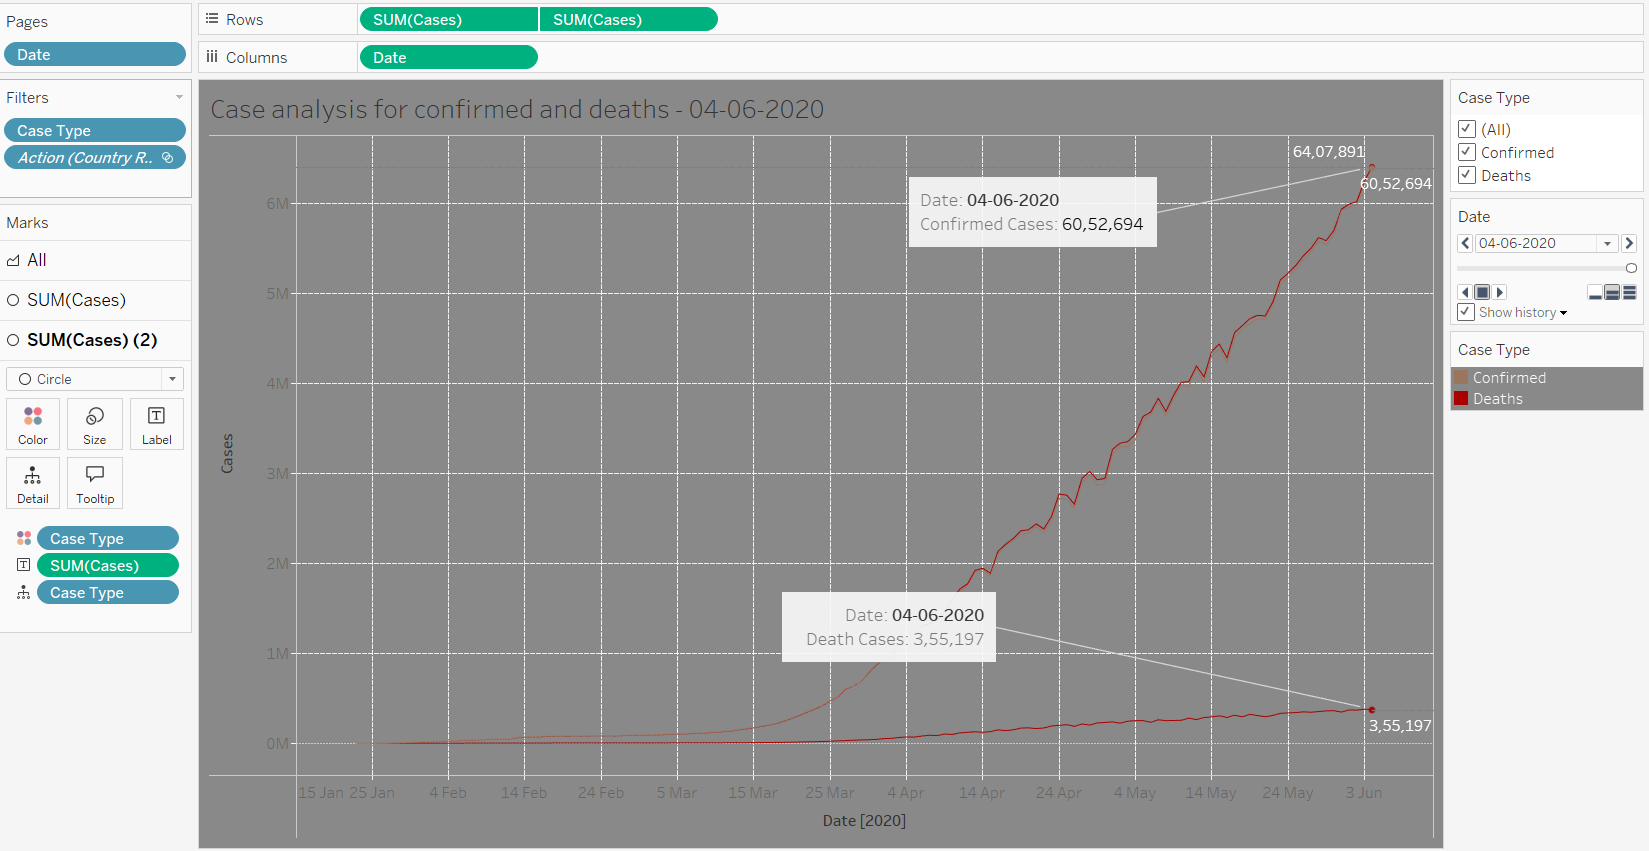 Pages
Date
Filters
Case Type
Action (Country R..
Marks
All
SUM(Cases)
SUM(Cases) (2)
Circle
Color
Size
Label
Detail
Tooltip
Case Type
SUM(Cases)
Case Type
Rows
SUM(Cases)
SUM(Cases)
Columns
Date
Case analysis for confirmed and deaths - 04-06-2020
64,07,891
60,52,694
Date: 04-06-2020
Confirmed Cases: 60,52,694
6M
5M
4M
3M
2M
1M
0M
Cases
Date: 04-06-2020
Death Cases: 3,55,197
3,55,197
15 Jan
25 Jan
4 Feb
14 Feb
24 Feb
5 Mar
15 Mar
25 Mar
4 Apr
14 Apr
24 Apr
4 May
14 May
24 May
3 Jun
Date [2020]
Case Type
(All)
Confirmed
Deaths
Date
04-06-2020
Show history
Case Type
Confirmed
Deaths